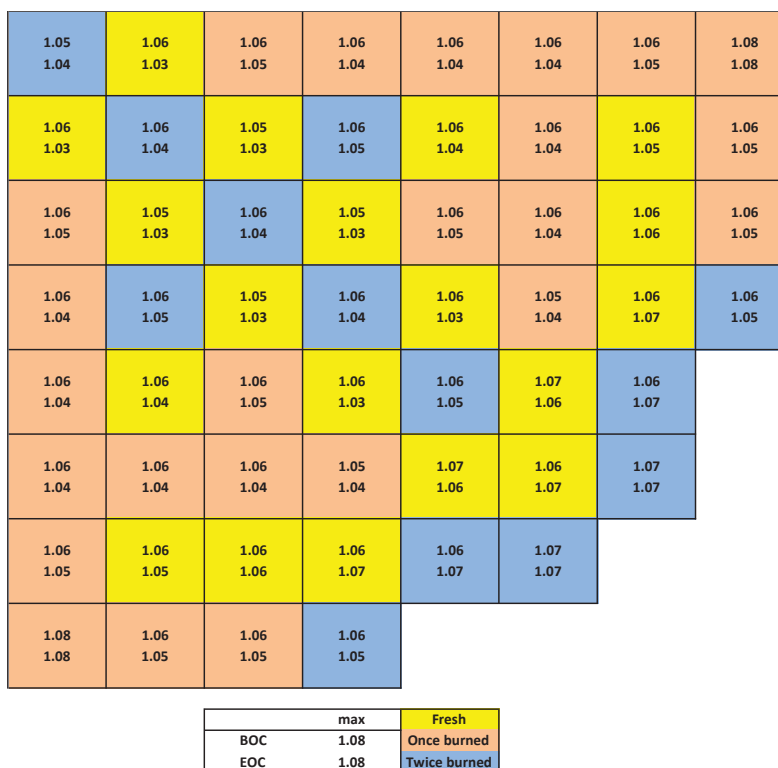 1.05 1.06 1.06 1.06 1.06 1.06 1.06 1.08
1.04 1.03 1.05 1.04 1.04 1.04 1.05 1.08
1.06 1.06 1.05 1.06 1.06 1.06 1.06 1.06
1.03 1.04 1.03 1.05 1.04 1.04 1.05 1.05
1.06 1.05 1.06 1.05 1.06 1.06 1.06 1.06
1.05 1.03 1.04 1.03 1.05 1.04 1.06 1.05
1.06 1.06 1.05 1.06 1.06 1.05 1.06 1.06
1.04 1.05 1.03 1.04 1.03 1.04 1.07 1.05
1.06 1.06 1.06 1.06 1.06 1.07 1.06
1.04 1.04 1.05 1.03 1.05 1.06 1.07
1.06 1.06 1.06 1.05 1.07 1.06 1.07
1.04 1.04 1.04 1.04 1.06 1.07 1.07
1.06 1.06 1.06 1.06 1.06 1.07
1.05 1.05 1.06 1.07 1.07 1.07
1.08 1.06 1.06 1.06
1.08 1.05 1.05 1.05
max Fresh
BOC 1.08 Once burned
EOC 1.08 Twice burned